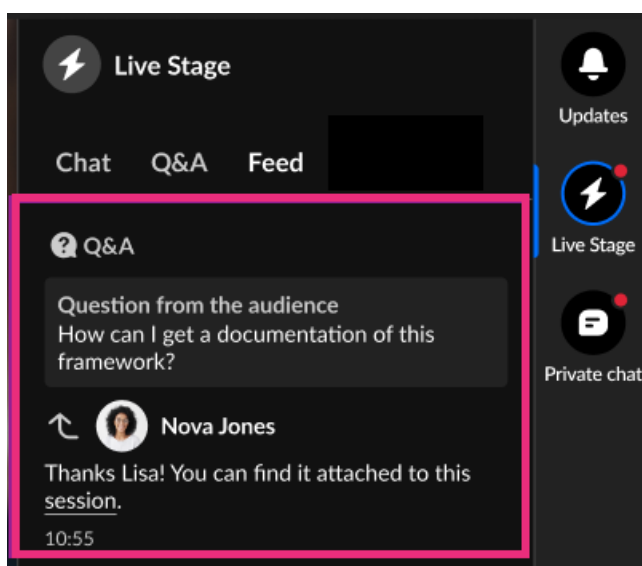 Live Stage
Chat Q&A Feed
Q&A
Question from the audience
How can I get a documentation of this
framework?
Nova Jones
Thanks Lisa! You can find it attached to this
session.
10:55
Updates
Live Stage
Private chat